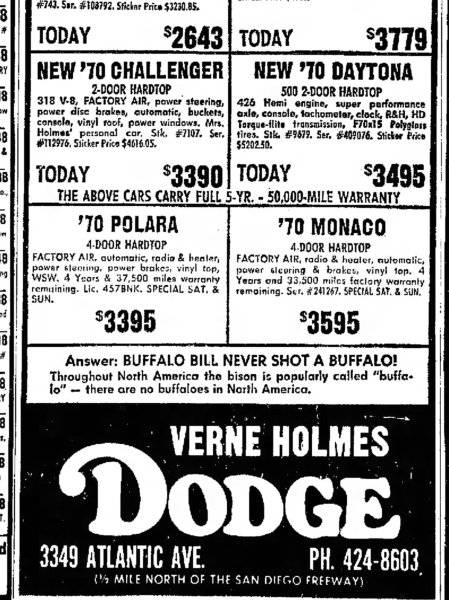 #743. Ser. #108792. Sticker Price $3230.85.
TODAY $2643
TODAY $3779
NEW '70 CHALLENGER
2-DOOR HARDTOP
318 V-8, FACTORY AIR, power steering,
power disc brakes, automatic, buckets,
console, vinyl roof, power windows. Mrs.
Holmes' personal car. Stk. #7107. Ser.
#112976. Sticker Price $4616.05.
TODAY $3390
NEW '70 DAYTONA
500 2-DOOR HARDTOP
426 Hemi engine, super performance
axle, console, tachometer, clock, R&H, HD
Torque-flite transmission, F70x15 Polyglass
tires. Stk. #9679. Ser. #409076. Sticker Price
$5202.50.
TODAY $3495
THE ABOVE CARS CARRY FULL 5-YR. - 50,000-MILE WARRANTY
'70 POLARA
4-DOOR HARDTOP
FACTORY AIR, automatic, radio & heater,
power steering, power brakes, vinyl top,
WSW. 4 Years & 37,500 miles warranty
remaining. Lic. 457BNK. SPECIAL SAT. &
SUN.
$3395
'70 MONACO
4-DOOR HARDTOP
FACTORY AIR, radio & heater, automatic,
power steering & brakes, vinyl top. 4
Years and 33,500 miles factory warranty
remaining. Ser. #241267. SPECIAL SAT. &
SUN.
$3595
Answer: BUFFALO BILL NEVER SHOT A BUFFALO!
Throughout North America the bison is popularly called "buffa-
lo" — there are no buffaloes in North America.
VERNE HOLMES
DODGE
3349 ATLANTIC AVE. PH. 424-8603
(½ MILE NORTH OF THE SAN DIEGO FREEWAY)